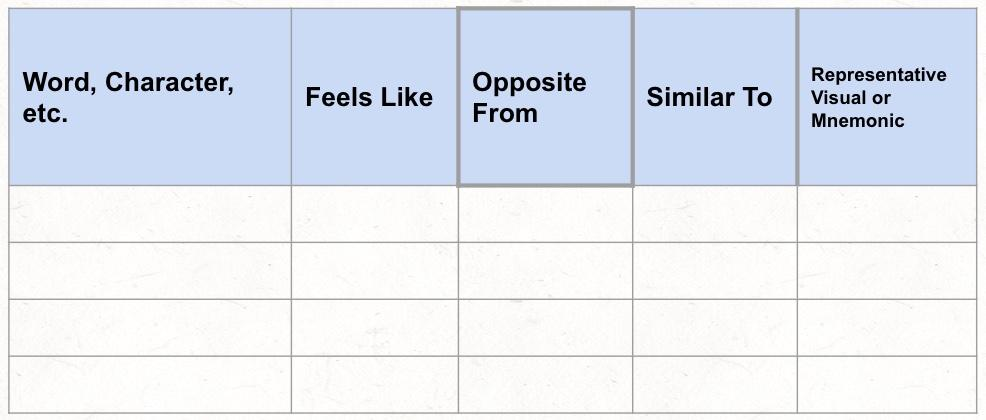 Word, Character,
etc.
Feels Like
Opposite
From
Similar To
Representative
Visual or
Mnemonic